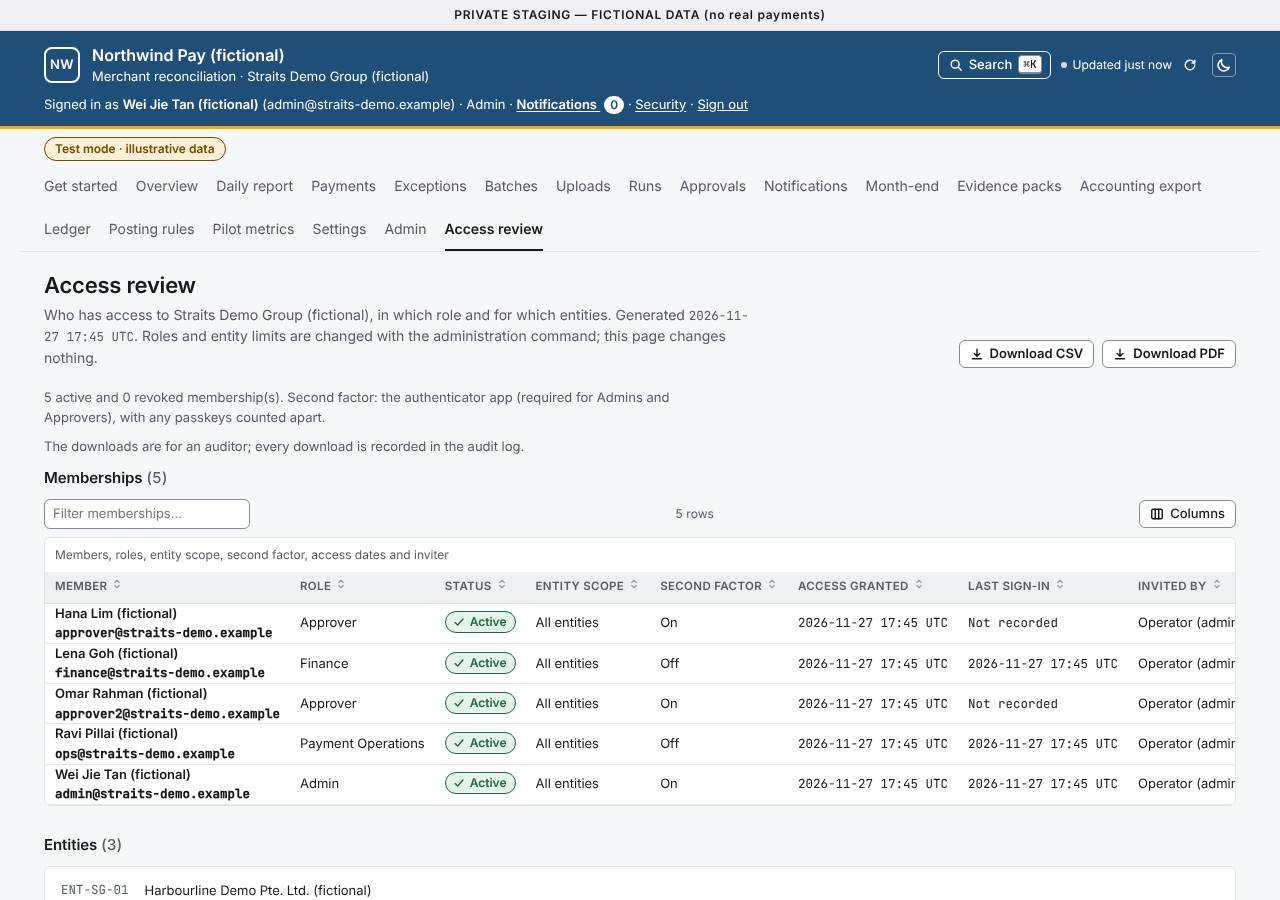 PRIVATE STAGING — FICTIONAL DATA (no real payments)
NW
Northwind Pay (fictional)
Merchant reconciliation · Straits Demo Group (fictional)
Search ⌘K
Updated just now
Signed in as Wei Jie Tan (fictional) (admin@straits-demo.example) · Admin · Notifications 0 · Security · Sign out
Test mode · illustrative data
Get started Overview Daily report Payments Exceptions Batches Uploads Runs Approvals Notifications Month-end Evidence packs Accounting export
Ledger Posting rules Pilot metrics Settings Admin Access review
Access review
Who has access to Straits Demo Group (fictional), in which role and for which entities. Generated 2026-11-
27 17:45 UTC. Roles and entity limits are changed with the administration command; this page changes
nothing.
Download CSV Download PDF
5 active and 0 revoked membership(s). Second factor: the authenticator app (required for Admins and
Approvers), with any passkeys counted apart.
The downloads are for an auditor; every download is recorded in the audit log.
Memberships (5)
Filter memberships...
5 rows
Columns
Members, roles, entity scope, second factor, access dates and inviter
MEMBER ROLE STATUS ENTITY SCOPE SECOND FACTOR ACCESS GRANTED LAST SIGN-IN INVITED BY
Hana Lim (fictional)
approver@straits-demo.example Approver Active All entities On 2026-11-27 17:45 UTC Not recorded Operator (admin
Lena Goh (fictional)
finance@straits-demo.example Finance Active All entities Off 2026-11-27 17:45 UTC 2026-11-27 17:45 UTC Operator (admin
Omar Rahman (fictional)
approver2@straits-demo.example Approver Active All entities On 2026-11-27 17:45 UTC Not recorded Operator (admin
Ravi Pillai (fictional)
ops@straits-demo.example Payment Operations Active All entities Off 2026-11-27 17:45 UTC 2026-11-27 17:45 UTC Operator (admin
Wei Jie Tan (fictional)
admin@straits-demo.example Admin Active All entities On 2026-11-27 17:45 UTC 2026-11-27 17:45 UTC Operator (admin
Entities (3)
ENT-SG-01 Harbourline Demo Pte. Ltd. (fictional)